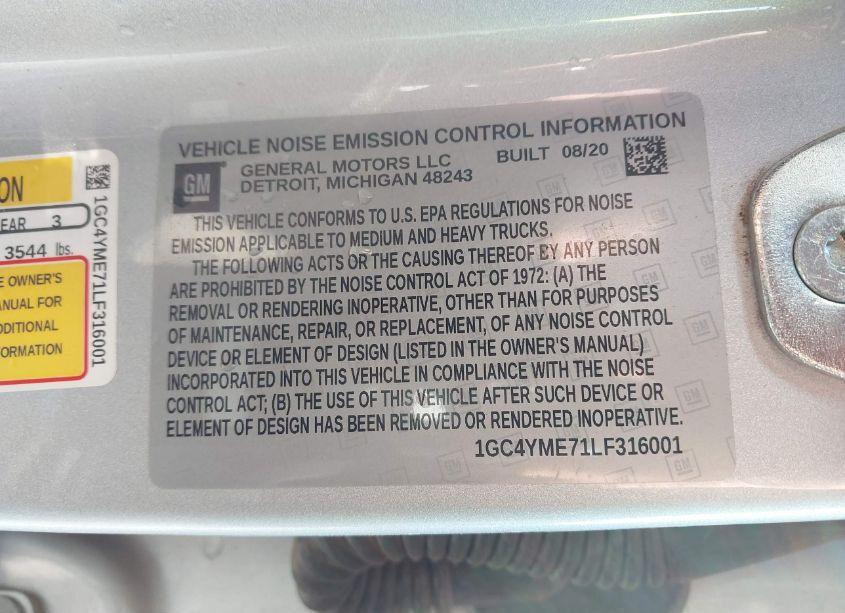 VEHICLE NOISE EMISSION CONTROL INFORMATION
GM
GENERAL MOTORS LLC
DETROIT, MICHIGAN 48243
BUILT 08/20
THIS VEHICLE CONFORMS TO U.S. EPA REGULATIONS FOR NOISE
EMISSION APPLICABLE TO MEDIUM AND HEAVY TRUCKS.
THE FOLLOWING ACTS OR THE CAUSING THEREOF BY ANY PERSON
ARE PROHIBITED BY THE NOISE CONTROL ACT OF 1972: (A) THE
REMOVAL OR RENDERING INOPERATIVE, OTHER THAN FOR PURPOSES
OF MAINTENANCE, REPAIR, OR REPLACEMENT, OF ANY NOISE CONTROL
DEVICE OR ELEMENT OF DESIGN (LISTED IN THE OWNER'S MANUAL)
INCORPORATED INTO THIS VEHICLE IN COMPLIANCE WITH THE NOISE
CONTROL ACT; (B) THE USE OF THIS VEHICLE AFTER SUCH DEVICE OR
ELEMENT OF DESIGN HAS BEEN REMOVED OR RENDERED INOPERATIVE.
1GC4YME71LF316001
ON
EAR 3
3544 lbs.
E OWNER'S
ANUAL FOR
DDITIONAL
FORMATION
1GC4YME71LF316001